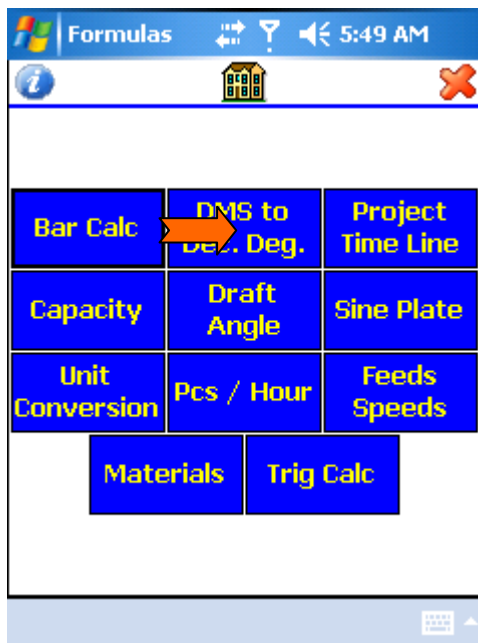 Formulas 5:49 AM
Bar Calc
DMS to
Dec. Deg.
Project
Time Line
Capacity
Draft
Angle
Sine Plate
Unit
Conversion
Pcs / Hour
Feeds
Speeds
Materials
Trig Calc